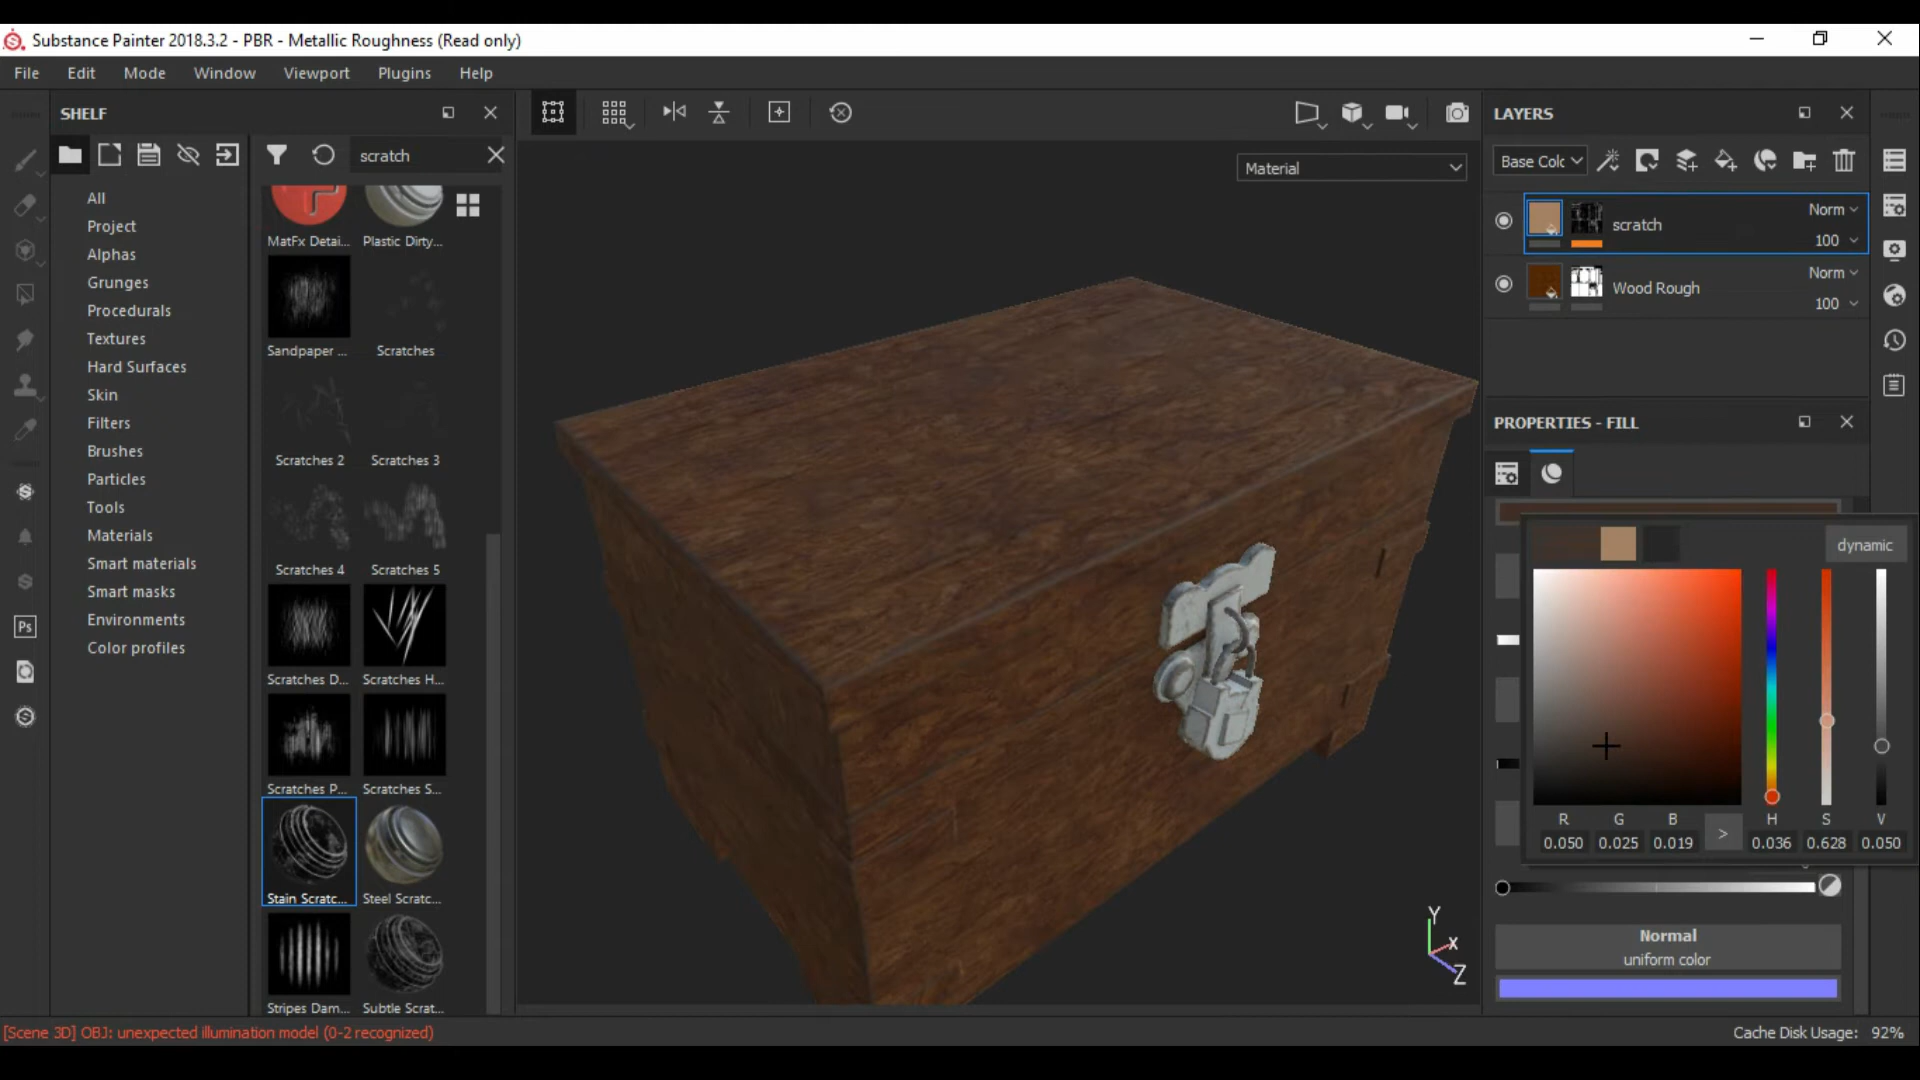 Substance Painter 2018.3.2 - PBR - Metallic Roughness (Read only)
File Edit Mode Window Viewport Plugins Help
SHELF
scratch
All
Project
Alphas
Grunges
Procedurals
Textures
Hard Surfaces
Skin
Filters
Brushes
Particles
Tools
Materials
Smart materials
Smart masks
Environments
Color profiles
MatFx Detai... Plastic Dirty...
Sandpaper ... Scratches
Scratches 2 Scratches 3
Scratches 4 Scratches 5
Scratches D... Scratches H...
Scratches P... Scratches S...
Stain Scratc... Steel Scratc...
Stripes Dam... Subtle Scrat...
Ps
Material
Y
X
Z
LAYERS
Base Colc
scratch Norm
100
Wood Rough Norm
100
PROPERTIES - FILL
dynamic
R G B H S V
0.050 0.025 0.019 > 0.036 0.628 0.050
Normal
uniform color
[Scene 3D] OBJ: unexpected illumination model (0-2 recognized)
Cache Disk Usage: 92%